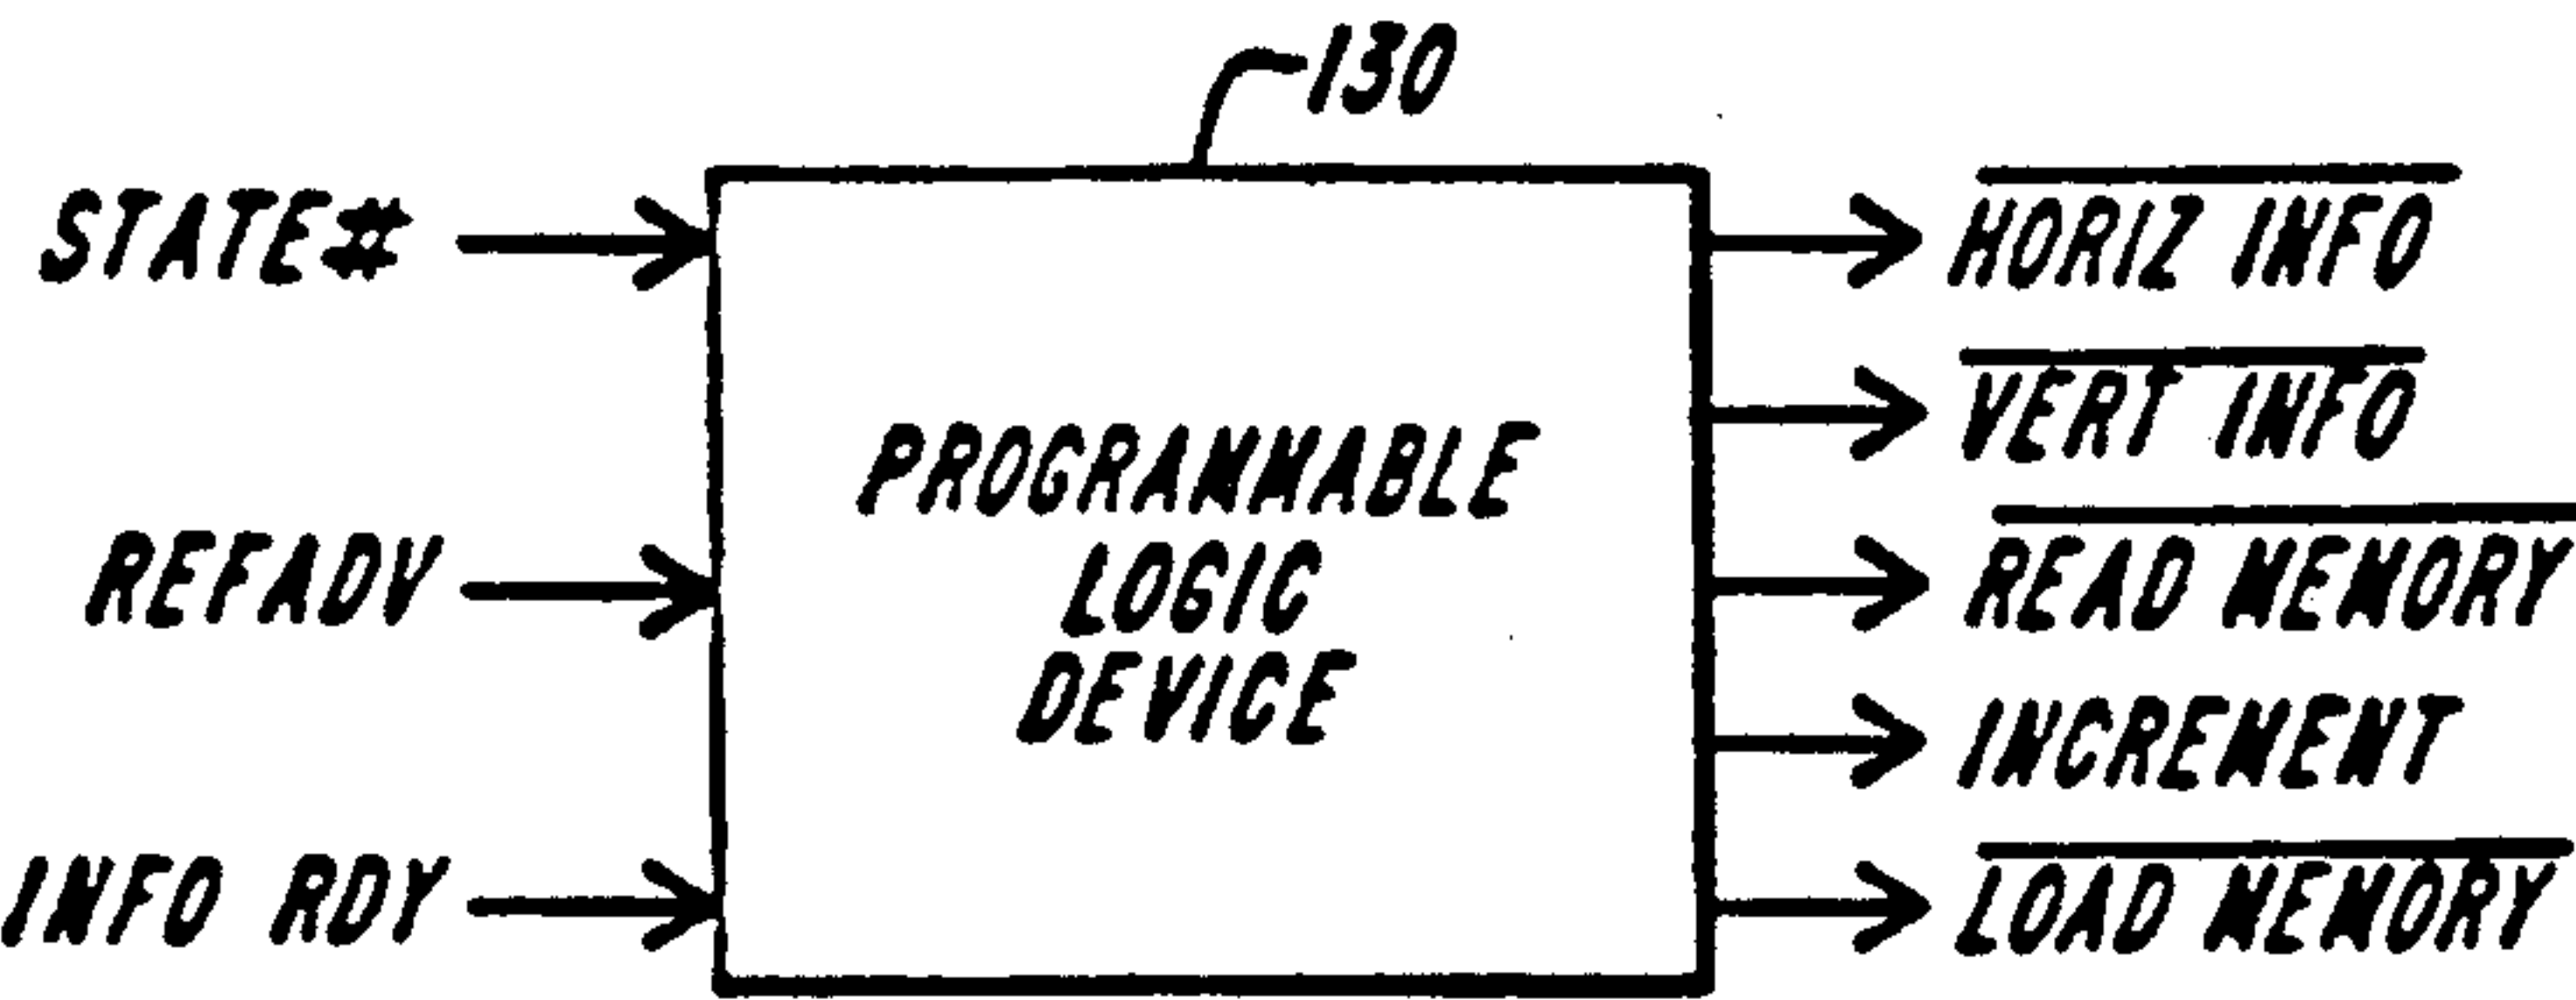 130
STATE#
REFADV
INFO RDY
PROGRAMMABLE
LOGIC
DEVICE
HORIZ INFO
VERT INFO
READ MEMORY
INCREMENT
LOAD MEMORY